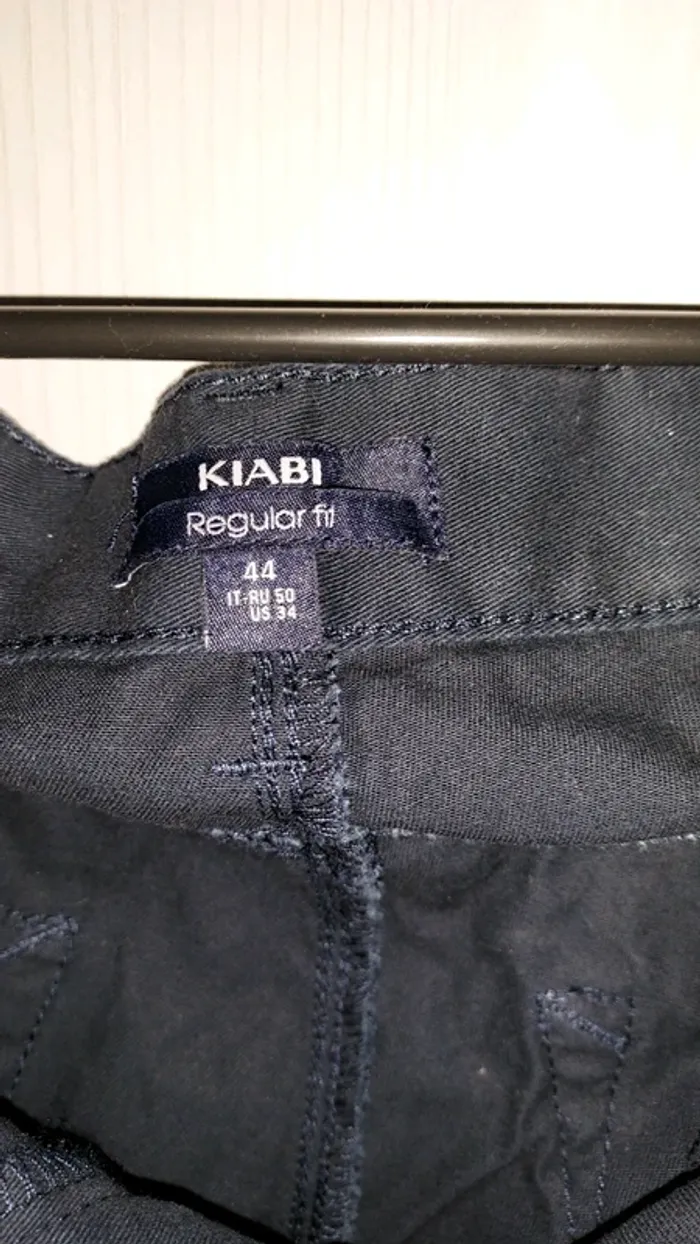 KIABI
Regular fit
44
IT-RU 50
US 34